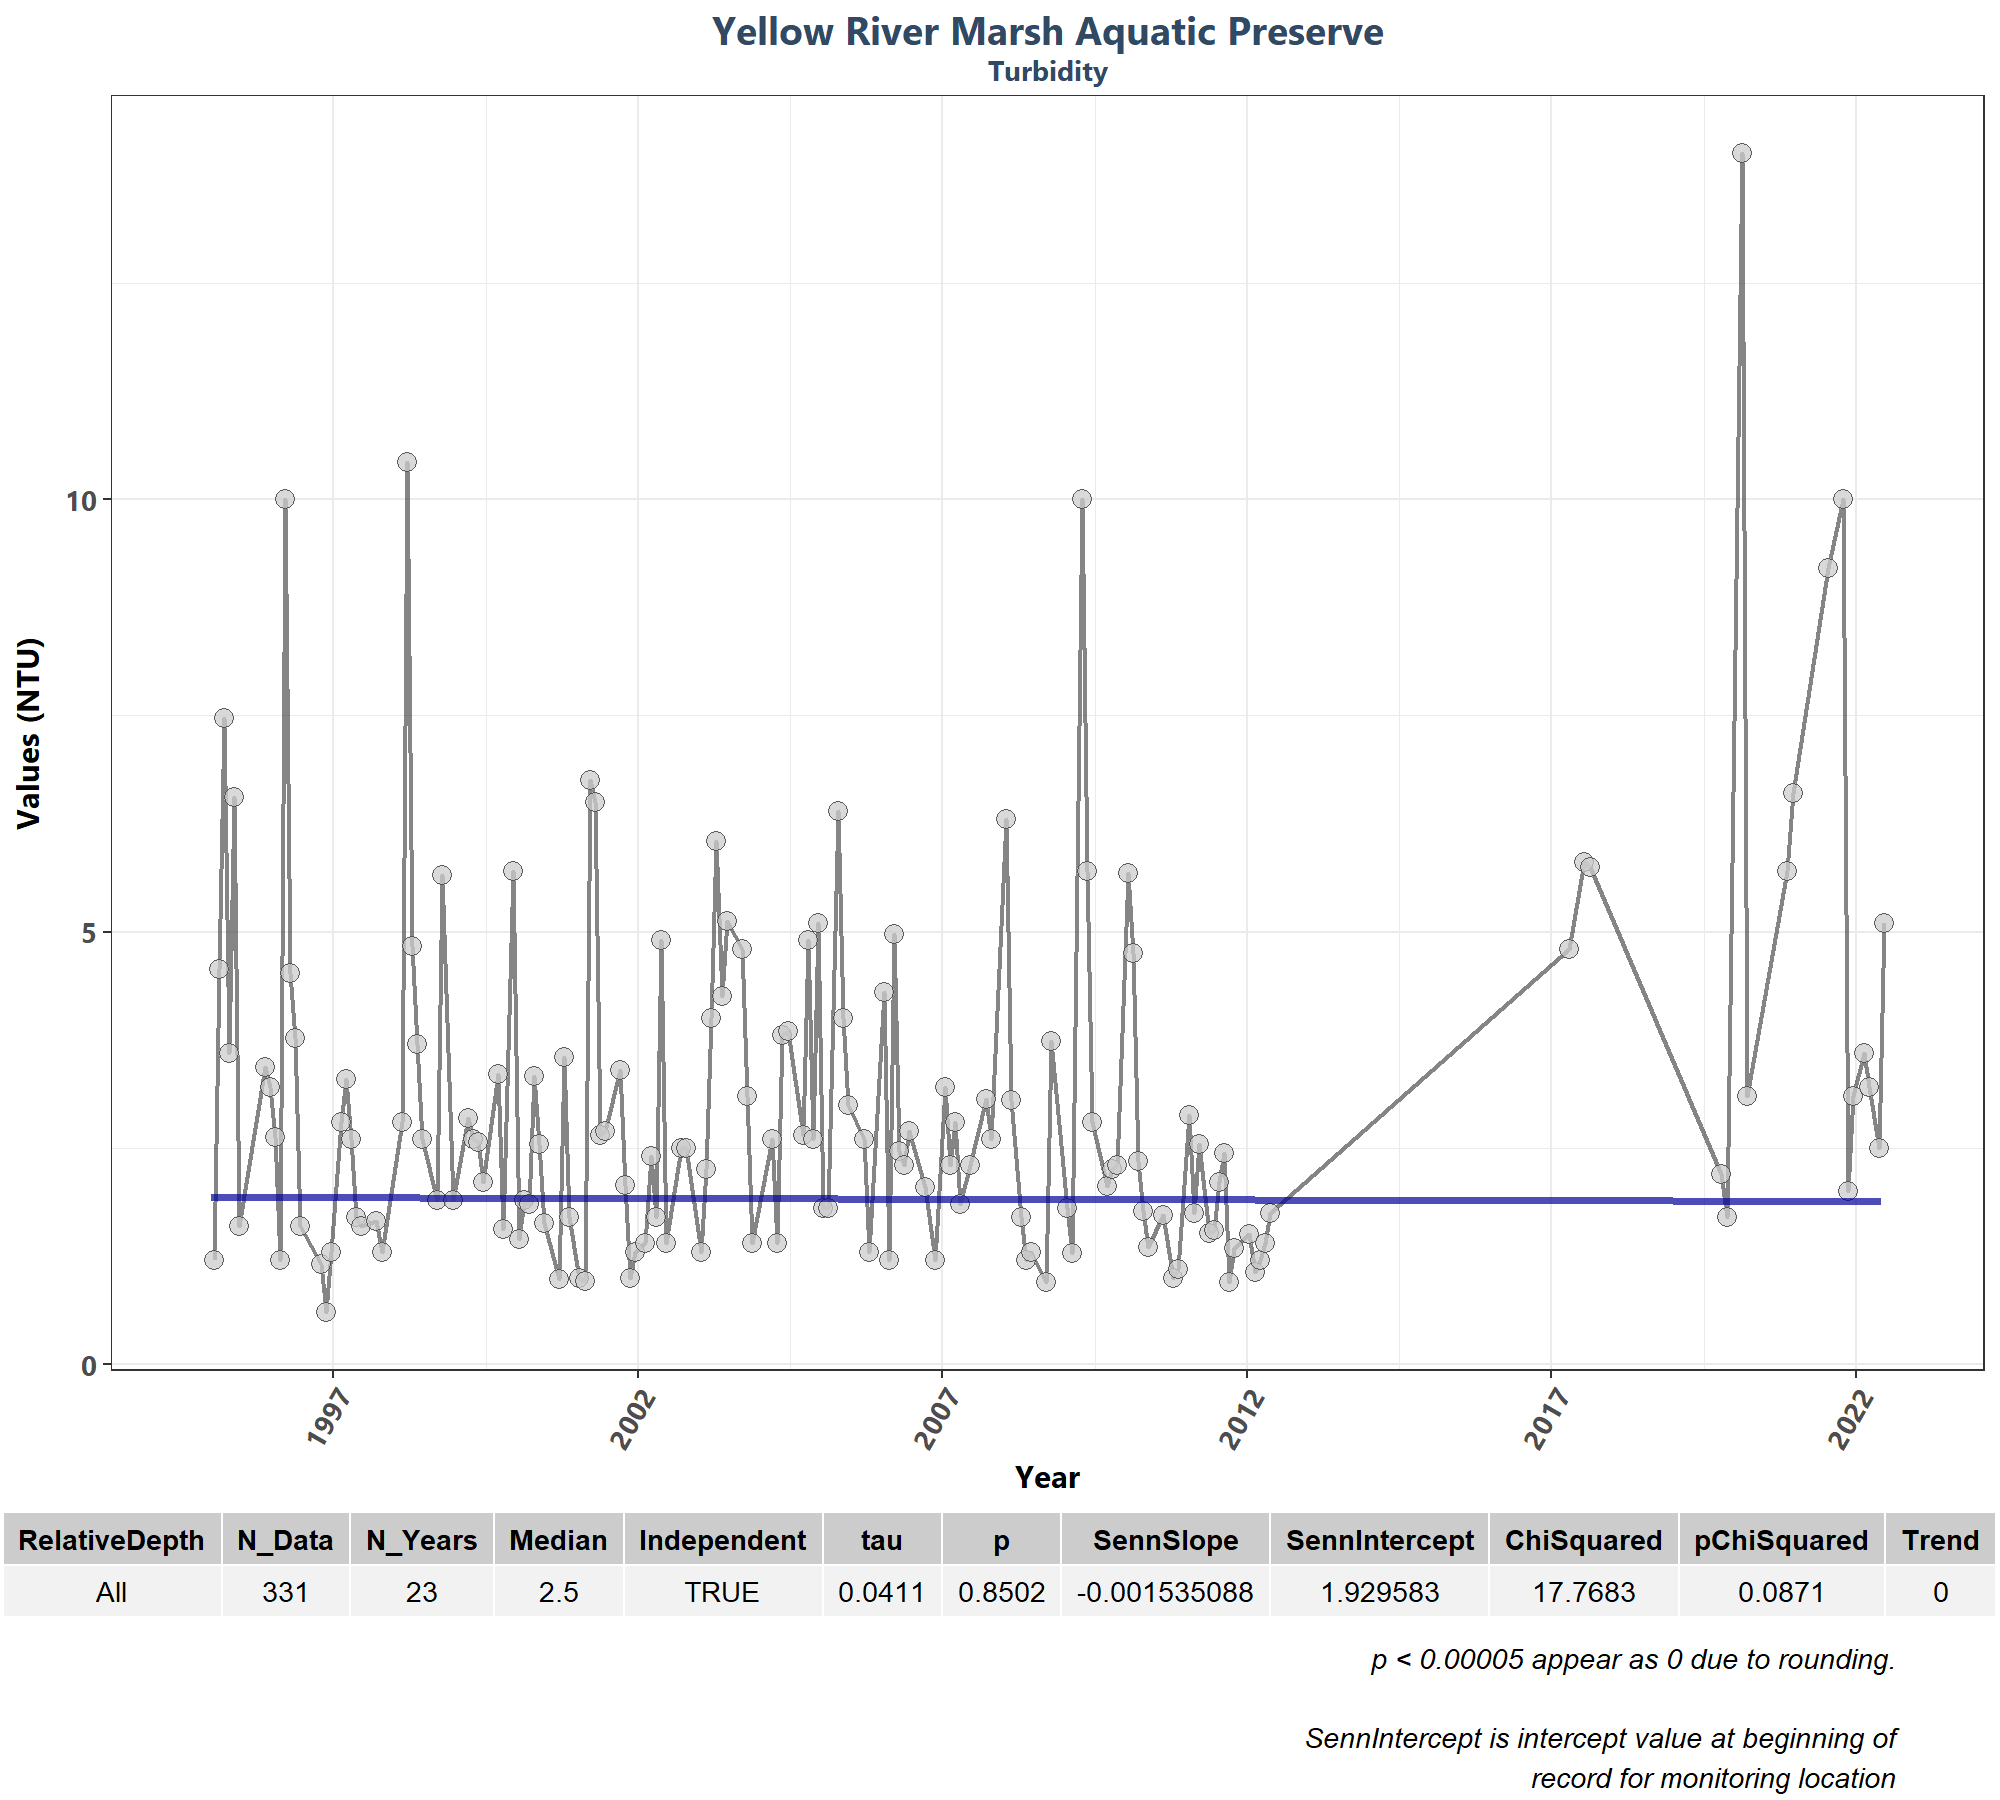 Yellow River Marsh Aquatic Preserve
Turbidity
Values (NTU)
10
5
0
1997 2002 2007 2012 2017 2022
Year
RelativeDepth N_Data N_Years Median Independent tau p SennSlope SennIntercept ChiSquared pChiSquared Trend
All 331 23 2.5 TRUE 0.0411 0.8502 -0.001535088 1.929583 17.7683 0.0871 0
p < 0.00005 appear as 0 due to rounding.
SennIntercept is intercept value at beginning of
record for monitoring location